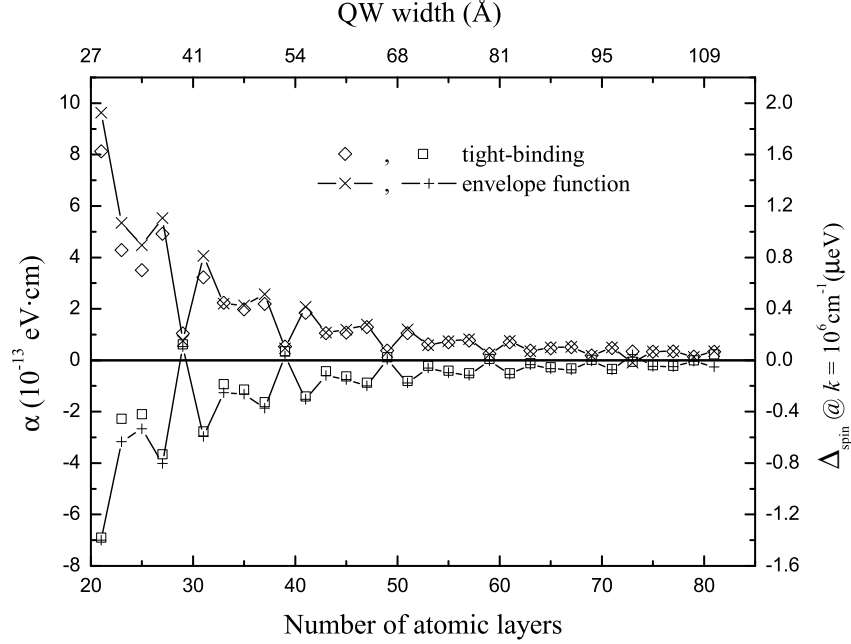 QW width (Å)
27 41 54 68 81 95 109
10 2.0
8 1.6
6 1.2
4 0.8
2 0.4
0 0.0
-2 -0.4
-4 -0.8
-6 -1.2
-8 -1.6
, tight-binding
, envelope function
α (10⁻¹³ eV·cm)
Δspin @ k = 10⁶ cm⁻¹(μeV)
20 30 40 50 60 70 80
Number of atomic layers